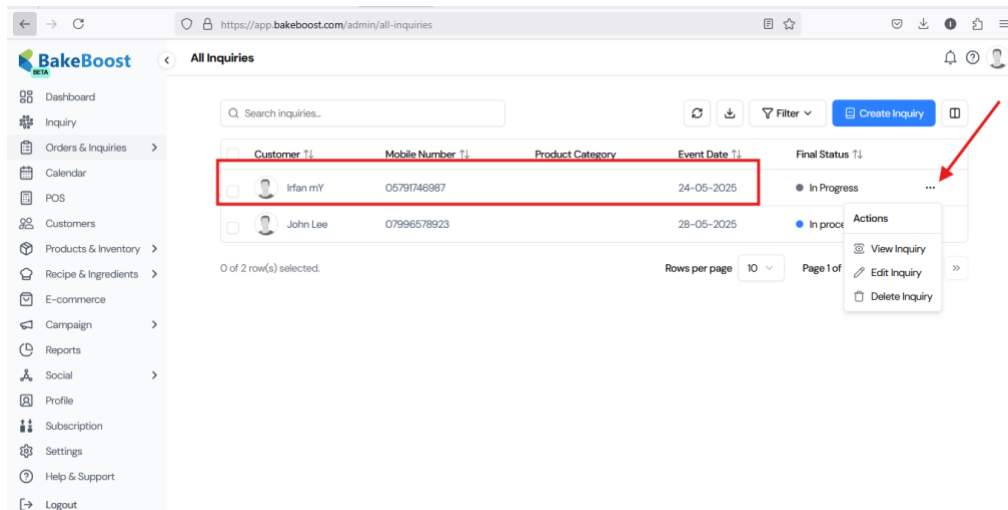 https://app.bakeboost.com/admin/all-inquiries
BakeBoost
BETA
All Inquiries
Dashboard
Inquiry
Orders & Inquiries
Calendar
POS
Customers
Products & Inventory
Recipe & Ingredients
E-commerce
Campaign
Reports
Social
Profile
Subscription
Settings
Help & Support
Logout
Search inquiries...
Filter
Create Inquiry
Customer Mobile Number Product Category Event Date Final Status
Irfan mY 05791746987 24-05-2025 In Progress
John Lee 07996578923 28-05-2025 In proce
Actions
View Inquiry
Edit Inquiry
Delete Inquiry
0 of 2 row(s) selected.
Rows per page 10 Page 1 of